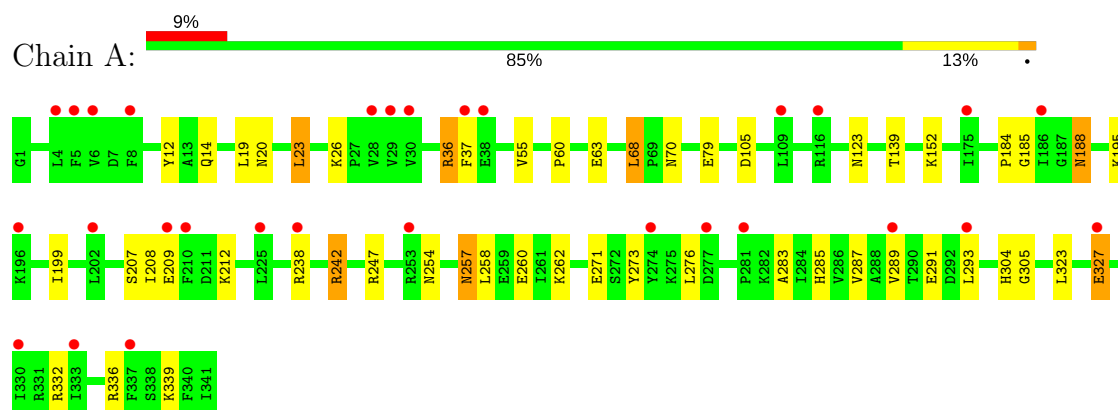 9%
Chain A:
85% 13% •
G1 L4 F5 V6 D7 F8 Y12 A13 Q14 L19 N20 L23 K26 P27 V28 V29 V30 R36 F37 E38 V55 P60 E63 L68 P69 N70 E79 D105 L109 R116 N123 T139 K152 I175 P184 G185 I186 G187 N188 K195
K196 I199 L202 S207 I208 E209 F210 D211 K212 L225 R238 R242 R247 R253 N254 N257 L258 E259 E260 I261 K262 E271 S272 Y273 Y274 K275 L276 D277 P281 K282 A283 I284 H285 V286 V287 A288 V289 T290 E291 D292 L293 H304 G305 L323 E327
I330 R331 R332 I333 R336 F337 S338 K339 F340 I341